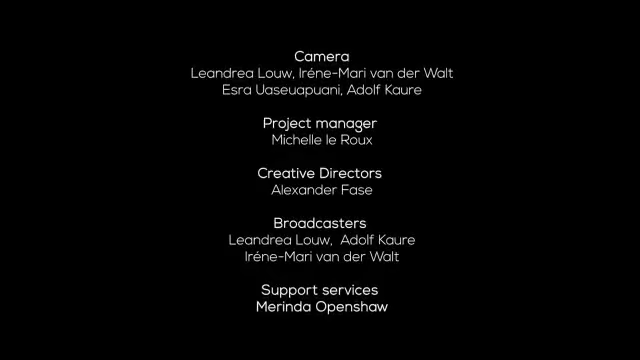 Camera
Leandrea Louw, Iréne-Mari van der Walt
Esra Uaseuapuani, Adolf Kaure
Project manager
Michelle le Roux
Creative Directors
Alexander Fase
Broadcasters
Leandrea Louw, Adolf Kaure
Iréne-Mari van der Walt
Support services
Merinda Openshaw